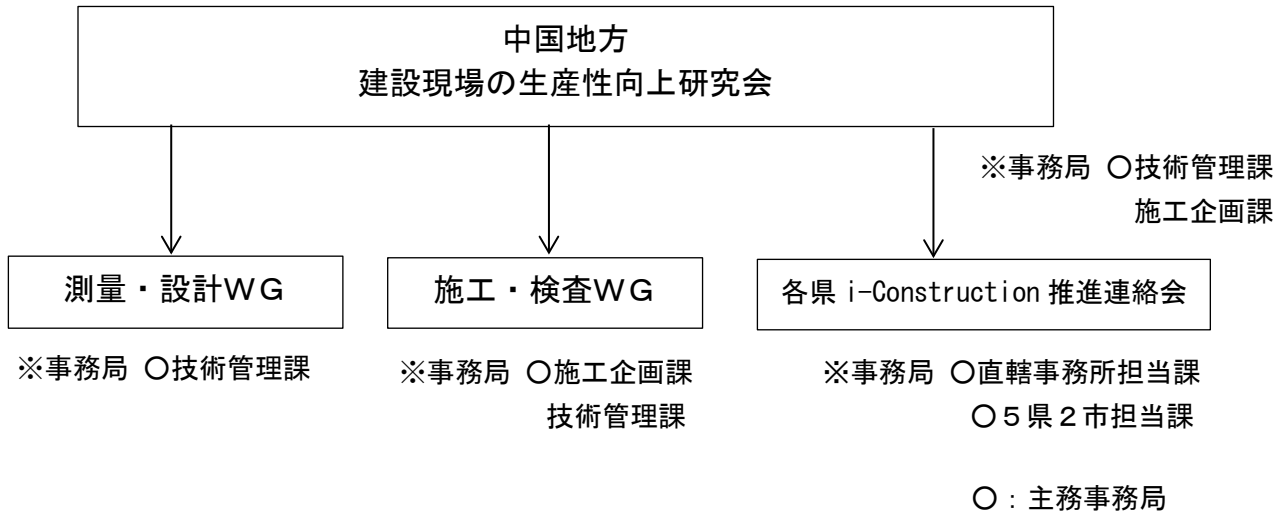 中国地方
建設現場の生産性向上研究会
※事務局 ○技術管理課
施工企画課
測量・設計WG
※事務局 ○技術管理課
施工・検査WG
※事務局 ○施工企画課
技術管理課
各県 i-Construction 推進連絡会
※事務局 ○直轄事務所担当課
○5県2市担当課
○:主務事務局